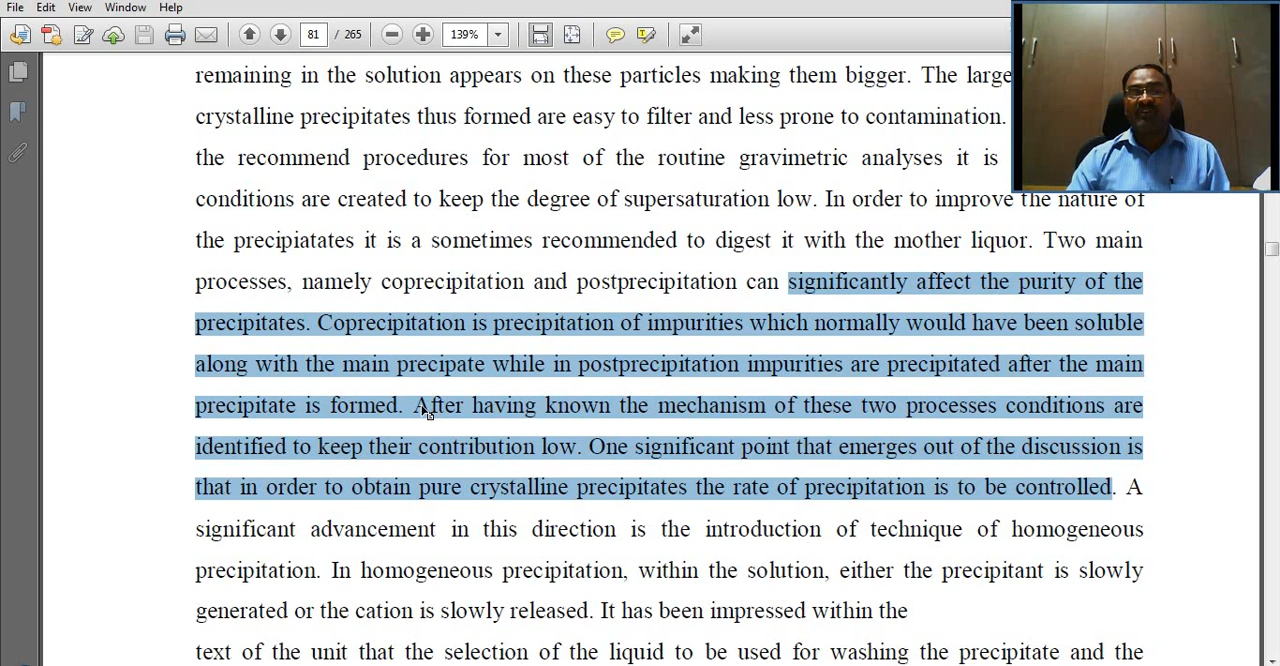 File Edit View Window Help
81 / 265 139%
remaining in the solution appears on these particles making them bigger. The large
crystalline precipitates thus formed are easy to filter and less prone to contamination.
the recommend procedures for most of the routine gravimetric analyses it is
conditions are created to keep the degree of supersaturation low. In order to improve the nature of
the precipiatates it is a sometimes recommended to digest it with the mother liquor. Two main
processes, namely coprecipitation and postprecipitation can significantly affect the purity of the
precipitates. Coprecipitation is precipitation of impurities which normally would have been soluble
along with the main precipate while in postprecipitation impurities are precipitated after the main
precipitate is formed. After having known the mechanism of these two processes conditions are
identified to keep their contribution low. One significant point that emerges out of the discussion is
that in order to obtain pure crystalline precipitates the rate of precipitation is to be controlled. A
significant advancement in this direction is the introduction of technique of homogeneous
precipitation. In homogeneous precipitation, within the solution, either the precipitant is slowly
generated or the cation is slowly released. It has been impressed within the
text of the unit that the selection of the liquid to be used for washing the precipitate and the